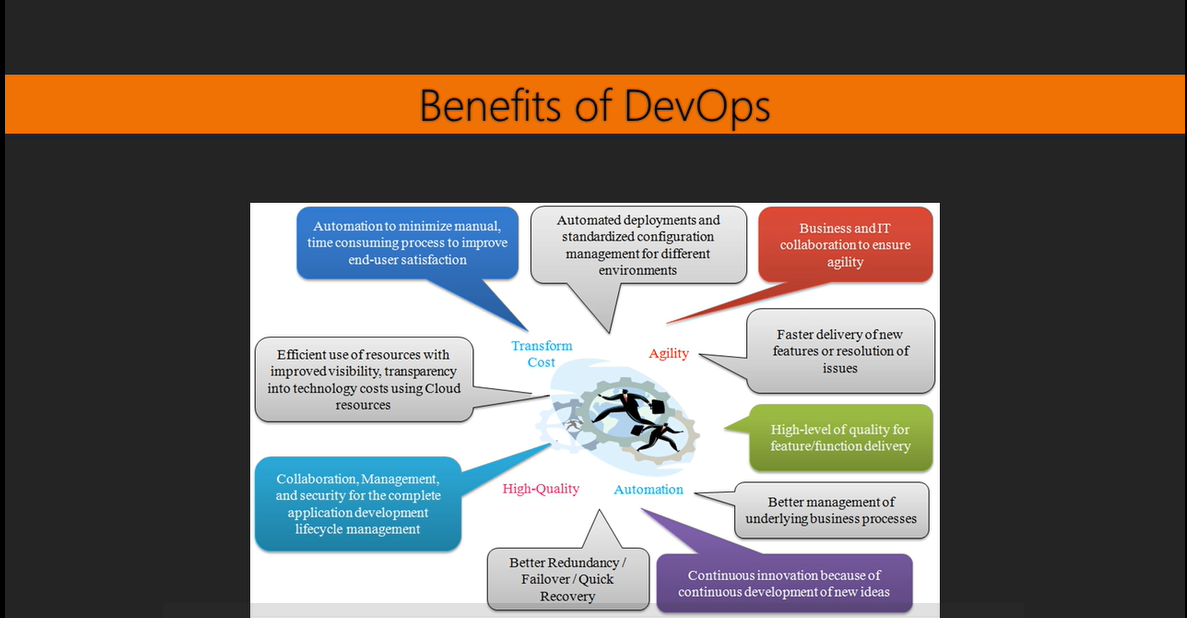 Benefits of DevOps
Automation to minimize manual,
time consuming process to improve
end-user satisfaction
Automated deployments and
standardized configuration
management for different
environments
Business and IT
collaboration to ensure
agility
Transform
Cost
Agility
Faster delivery of new
features or resolution of
issues
Efficient use of resources with
improved visibility, transparency
into technology costs using Cloud
resources
High-level of quality for
feature/function delivery
Collaboration, Management,
and security for the complete
application development
lifecycle management
High-Quality
Automation
Better management of
underlying business processes
Better Redundancy /
Failover / Quick
Recovery
Continuous innovation because of
continuous development of new ideas